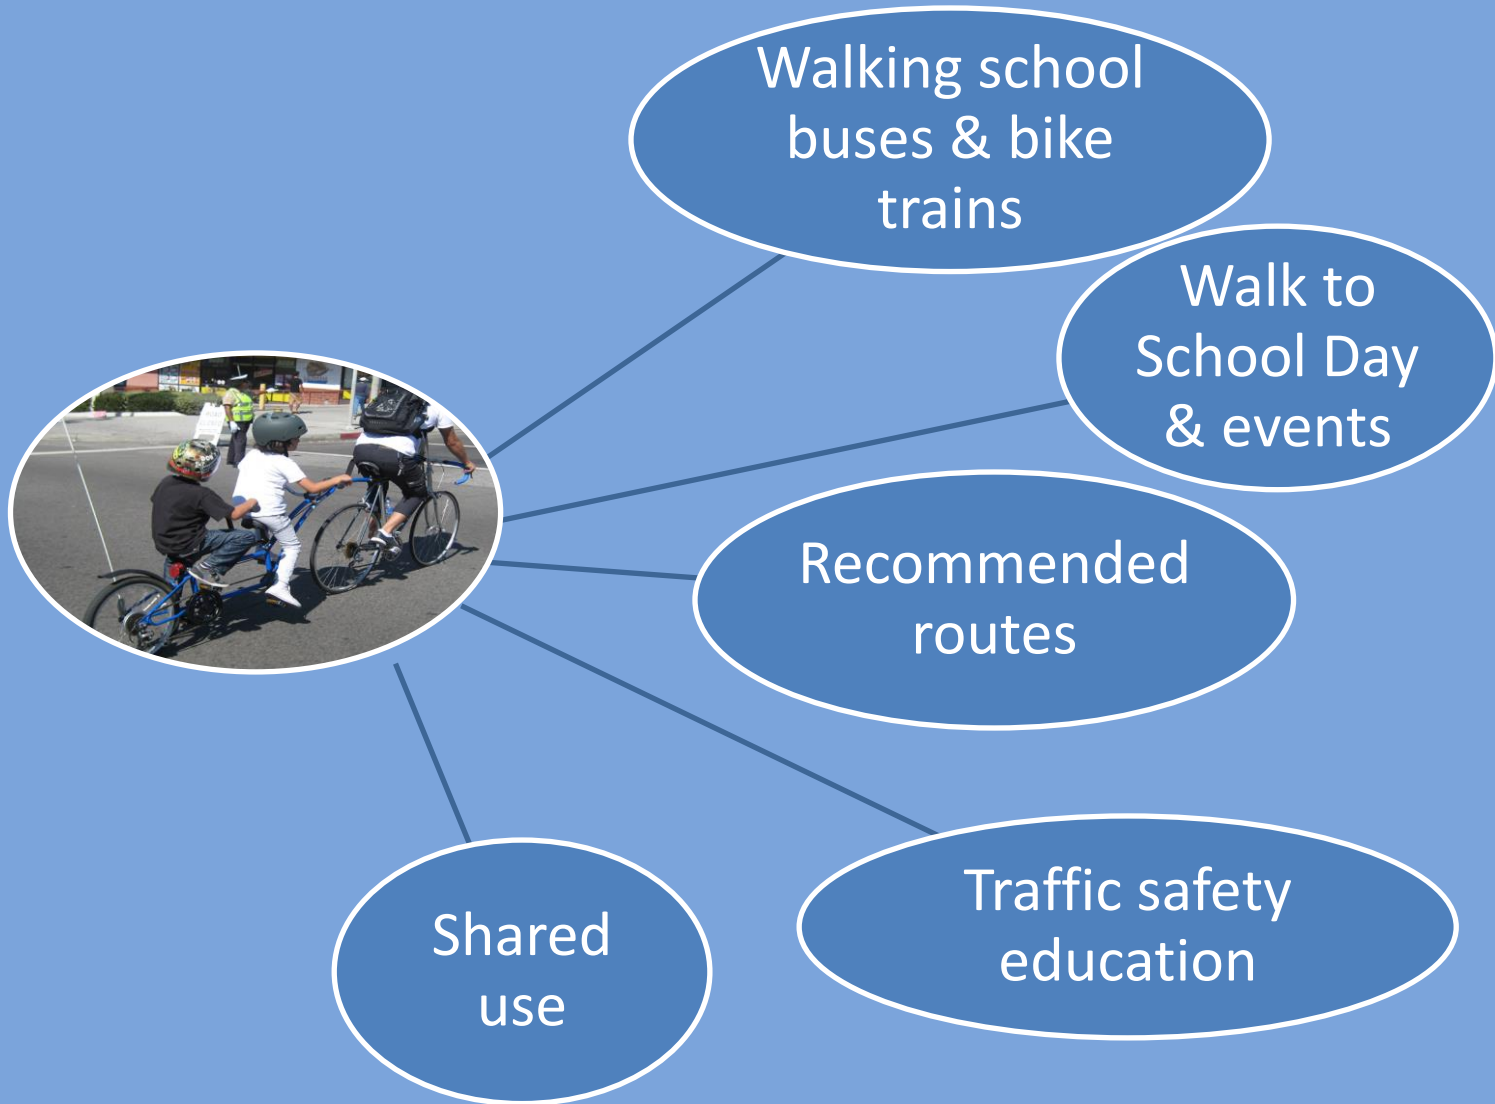 Walking school
buses & bike
trains
Walk to
School Day
& events
Recommended
routes
Traffic safety
education
Shared
use